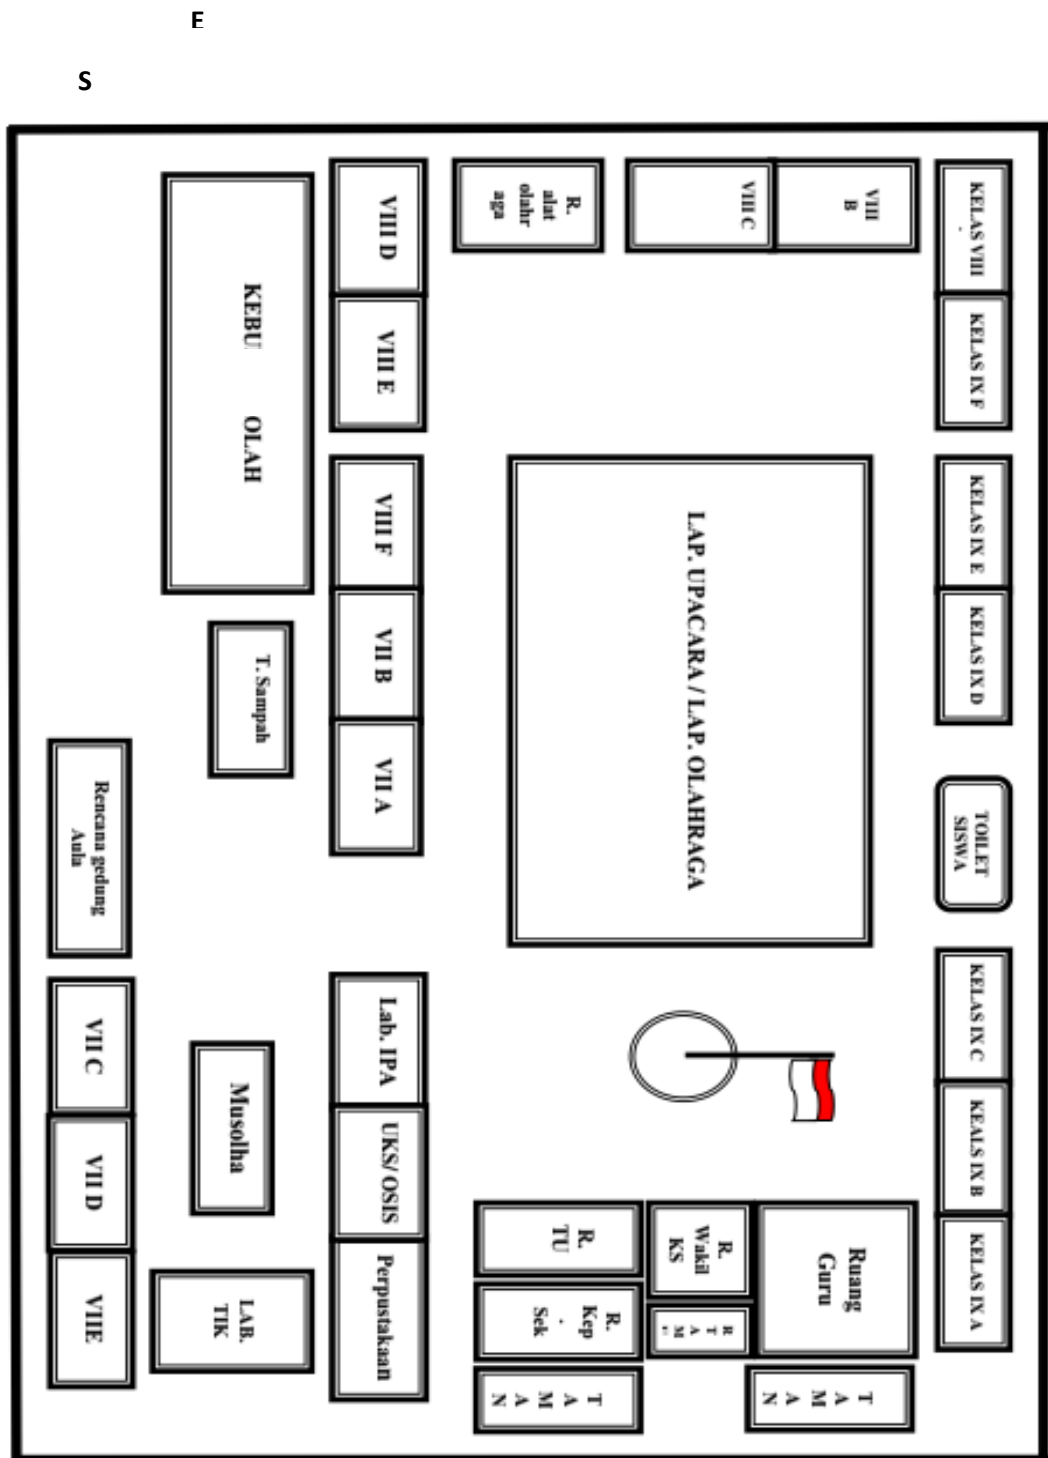 E
S
KELAS VIII
.
KELAS IX F
KELAS IX E
KELAS IX D
TOILET
SISWA
KELAS IX C
KEALS IX B
KELAS IX A
VIII
B
VIII C
R.
alat
olahr
aga
LAP. UPACARA / LAP. OLAHRAGA
Ruang
Guru
R.
Wakil
KS
R
T
A
M
R.
TU
R.
Kep
.
Sek
T
A
M
A
N
T
A
M
A
N
VIII D
VIII E
VIII F
VII B
VII A
Lab. IPA
UKS/ OSIS
Perpustakaan
KEBU
OLAH
T. Sampah
Musolha
LAB.
TIK
Rencana gedung
Aula
VII C
VII D
VIIE